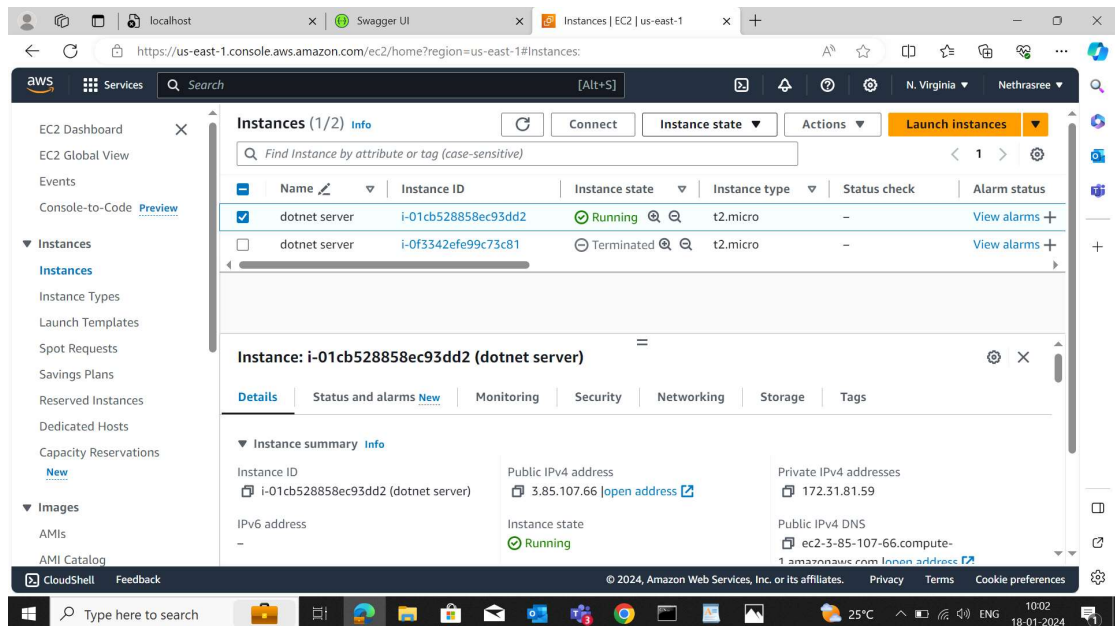 localhost
Swagger UI
Instances | EC2 | us-east-1
https://us-east-1.console.aws.amazon.com/ec2/home?region=us-east-1#Instances:
aws
Services
Search
[Alt+S]
N. Virginia
Nethrasree
EC2 Dashboard
EC2 Global View
Events
Console-to-Code Preview
Instances
Instances
Instance Types
Launch Templates
Spot Requests
Savings Plans
Reserved Instances
Dedicated Hosts
Capacity Reservations
New
Images
AMIs
AMI Catalog
Instances (1/2) Info
Connect
Instance state
Actions
Launch instances
Find Instance by attribute or tag (case-sensitive)
1
Name Instance ID Instance state Instance type Status check Alarm status
dotnet server i-01cb528858ec93dd2 Running t2.micro – View alarms +
dotnet server i-0f3342efe99c73c81 Terminated t2.micro – View alarms +
Instance: i-01cb528858ec93dd2 (dotnet server)
Details Status and alarms New Monitoring Security Networking Storage Tags
Instance summary Info
Instance ID
i-01cb528858ec93dd2 (dotnet server)
Public IPv4 address
3.85.107.66 |open address
Private IPv4 addresses
172.31.81.59
IPv6 address
–
Instance state
Running
Public IPv4 DNS
ec2-3-85-107-66.compute-
1.amazonaws.com |open address
CloudShell Feedback
© 2024, Amazon Web Services, Inc. or its affiliates. Privacy Terms Cookie preferences
Type here to search
25°C
ENG
10:02
18-01-2024